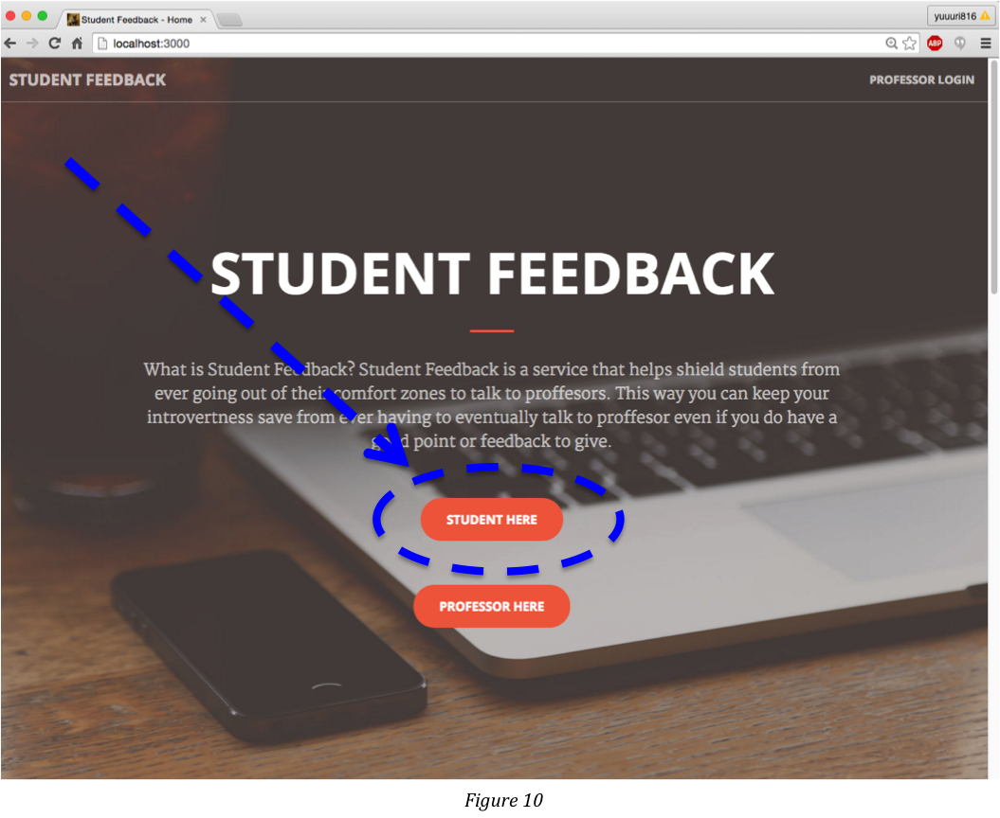 Student Feedback - Home
yuuuri816
localhost:3000
ABP
STUDENT FEEDBACK
PROFESSOR LOGIN
STUDENT FEEDBACK
What is Student Feedback? Student Feedback is a service that helps shield students from
ever going out of their comfort zones to talk to proffesors. This way you can keep your
introvertness save from ever having to eventually talk to proffesor even if you do have a
good point or feedback to give.
STUDENT HERE
PROFESSOR HERE
Figure 10